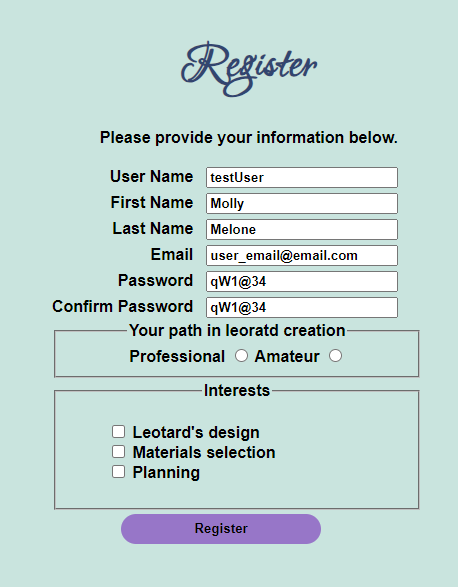 Register
Please provide your information below.
User Name testUser
First Name Molly
Last Name Melone
Email user_email@email.com
Password qW1@34
Confirm Password qW1@34
Your path in leoratd creation
Professional Amateur
Interests
Leotard's design
Materials selection
Planning
Register